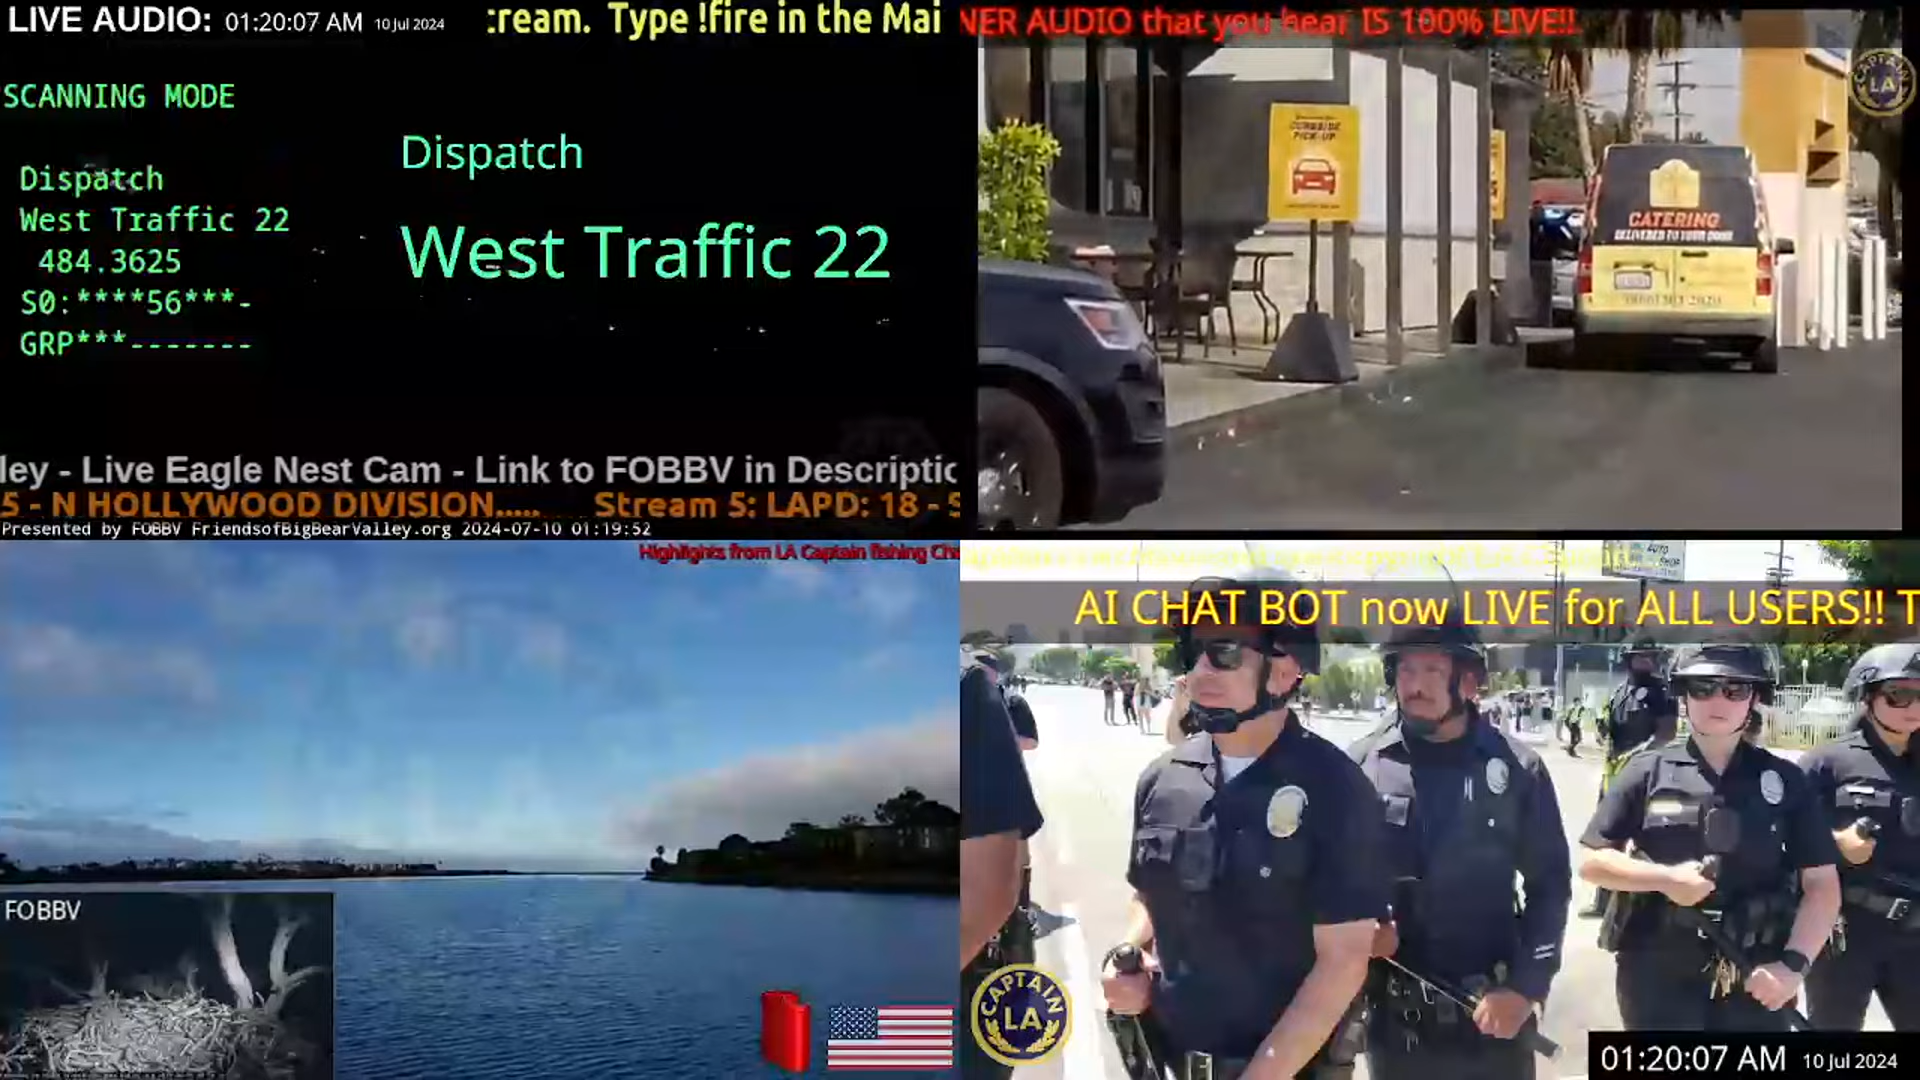 LIVE AUDIO: 01:20:07 AM 10 Jul 2024
:ream. Type !fire in the Mai
SCANNING MODE
Dispatch
West Traffic 22
484.3625
S0:****56***-
GRP***-------
Dispatch
West Traffic 22
ley - Live Eagle Nest Cam - Link to FOBBV in Descriptic
5 - N HOLLYWOOD DIVISION..... Stream 5: LAPD: 18 - S
Presented by FOBBV FriendsofBigBearValley.org 2024-07-10 01:19:52
NER AUDIO that you hear IS 100% LIVE!!
LA
CURBSIDE
PICK-UP
CATERING
DELIVERED TO YOUR DOOR
Highlights from LA Captain fishing Cha
FOBBV
AUTO
AI CHAT BOT now LIVE for ALL USERS!! T
CAPTAIN
LA
01:20:07 AM 10 Jul 2024